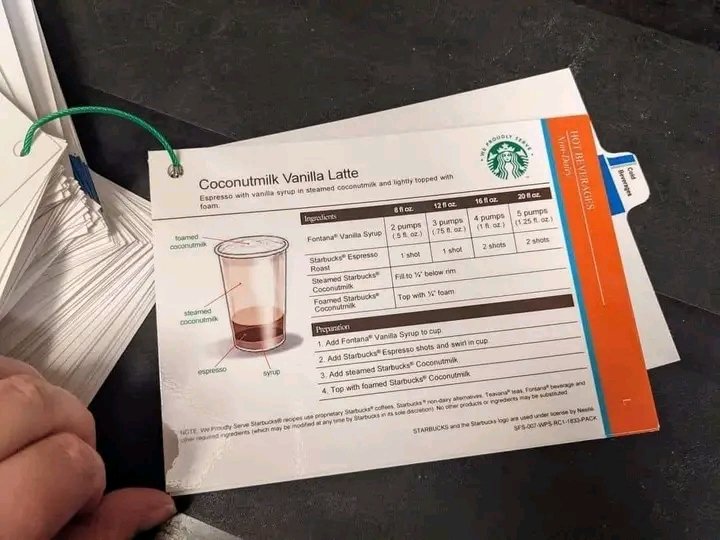 Coconutmilk Vanilla Latte
Espresso with vanilla syrup in steamed coconutmilk and lightly topped with
foam.
WE PROUDLY SERVE
foamed
coconutmilk
steamed
coconutmilk
espresso
syrup
Ingredients 8 fl oz. 12 fl oz. 16 fl oz. 20 fl oz.
Fontana® Vanilla Syrup 2 pumps 3 pumps 4 pumps 5 pumps
(.5 fl. oz.) (.75 fl. oz.) (1 fl. oz.) (1.25 fl. oz.)
Starbucks® Espresso
Roast 1 shot 1 shot 2 shots 2 shots
Steamed Starbucks®
Coconutmilk Fill to ¼" below rim
Foamed Starbucks®
Coconutmilk Top with ¼" foam
Preparation
1. Add Fontana® Vanilla Syrup to cup
2. Add Starbucks® Espresso shots and swirl in cup
3. Add steamed Starbucks® Coconutmilk
4. Top with foamed Starbucks® Coconutmilk
NOTE: We Proudly Serve Starbucks® recipes use proprietary Starbucks® coffees, Starbucks® non-dairy alternatives, Teavana® teas, Fontana® beverage and
other required ingredients (which may be modified at any time by Starbucks in its sole discretion). No other products or ingredients may be substituted.
STARBUCKS and the Starbucks logo are used under license by Nestlé.
SFS-007-WPS-RC1-1833-PACK
HOT BEVERAGES
Non-Dairy
Cold
Beverages